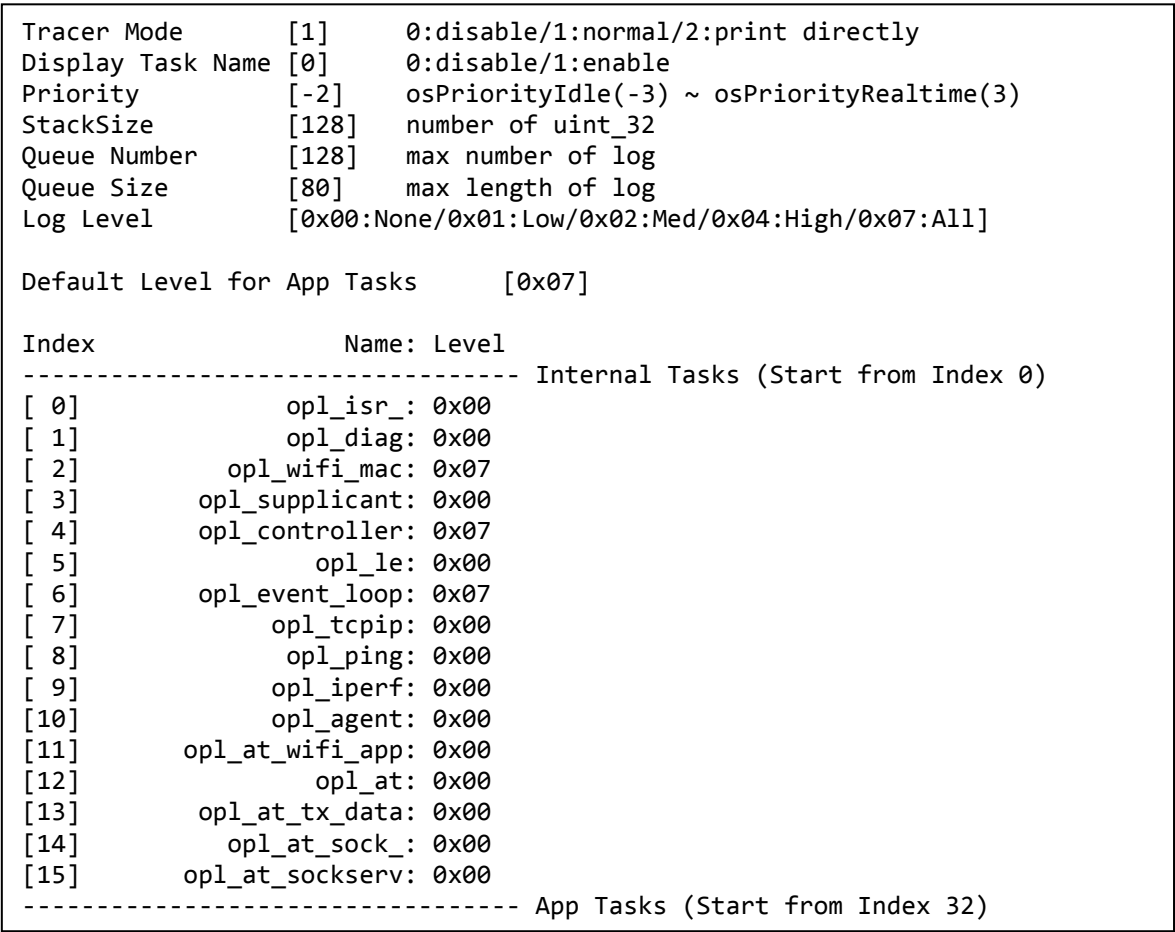 Tracer Mode       [1]     0:disable/1:normal/2:print directly
Display Task Name [0]     0:disable/1:enable
Priority          [-2]    osPriorityIdle(-3) ~ osPriorityRealtime(3)
StackSize         [128]   number of uint_32
Queue Number      [128]   max number of log
Queue Size        [80]    max length of log
Log Level         [0x00:None/0x01:Low/0x02:Med/0x04:High/0x07:All]
Default Level for App Tasks      [0x07]
Index                 Name: Level
---------------------------------- Internal Tasks (Start from Index 0)
[ 0]              opl_isr_: 0x00
[ 1]              opl_diag: 0x00
[ 2]          opl_wifi_mac: 0x07
[ 3]        opl_supplicant: 0x00
[ 4]        opl_controller: 0x07
[ 5]                opl_le: 0x00
[ 6]        opl_event_loop: 0x07
[ 7]             opl_tcpip: 0x00
[ 8]              opl_ping: 0x00
[ 9]             opl_iperf: 0x00
[10]             opl_agent: 0x00
[11]       opl_at_wifi_app: 0x00
[12]                opl_at: 0x00
[13]        opl_at_tx_data: 0x00
[14]          opl_at_sock_: 0x00
[15]       opl_at_sockserv: 0x00
---------------------------------- App Tasks (Start from Index 32)